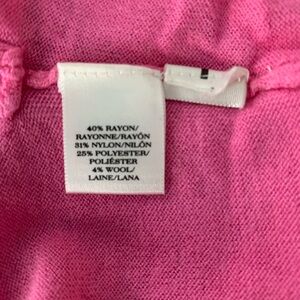 40% RAYON/
RAYONNE/RAYÓN
31% NYLON/NILÓN
25% POLYESTER/
POLIÉSTER
4% WOOL/
LAINE/LANA